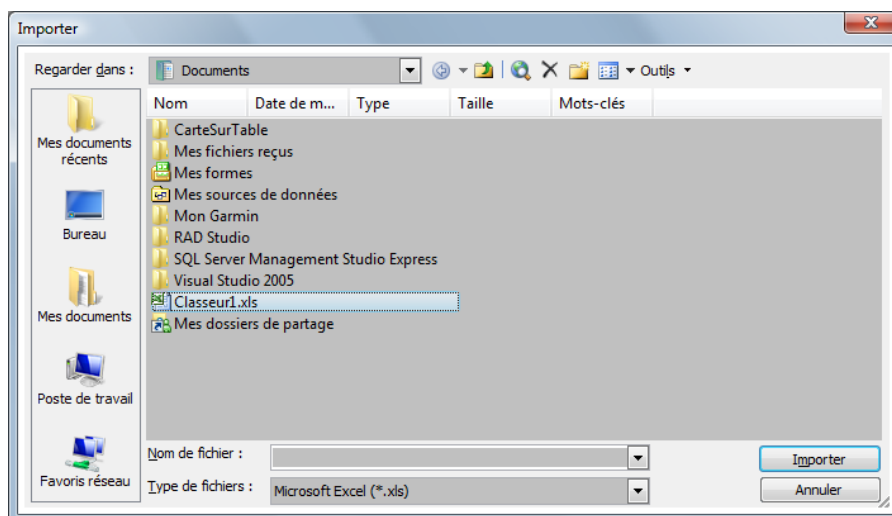 Importer
Regarder dans :
Documents
Outils
Nom Date de m... Type Taille Mots-clés
Mes documents
récents
Bureau
Mes documents
Poste de travail
Favoris réseau
CarteSurTable
Mes fichiers reçus
Mes formes
Mes sources de données
Mon Garmin
RAD Studio
SQL Server Management Studio Express
Visual Studio 2005
Classeur1.xls
Mes dossiers de partage
Nom de fichier :
Importer
Type de fichiers : Microsoft Excel (*.xls)
Annuler